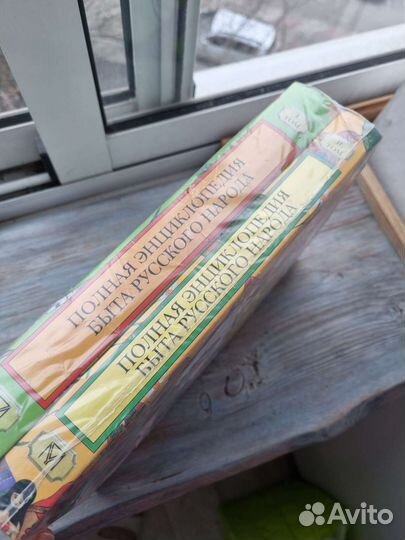 ПОЛНАЯ ЭНЦИКЛОПЕДИЯ
БЫТА РУССКОГО НАРОДА
ПОЛНАЯ ЭНЦИКЛОПЕДИЯ
БЫТА РУССКОГО НАРОДА
Avito